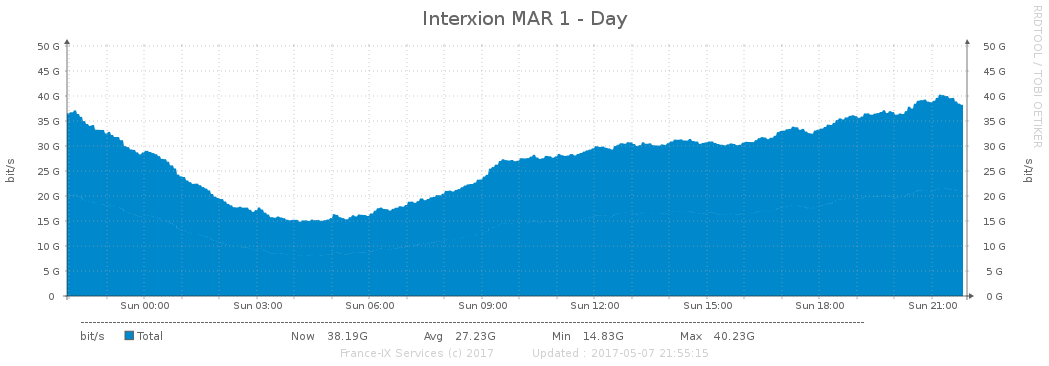 Interxion MAR 1 - Day
RRDTOOL / TOBI OETIKER
50 G 50 G
45 G 45 G
40 G 40 G
35 G 35 G
30 G 30 G
25 G 25 G
20 G 20 G
15 G 15 G
10 G 10 G
5 G 5 G
0 0 G
bit/s
bit/s
Sun 00:00 Sun 03:00 Sun 06:00 Sun 09:00 Sun 12:00 Sun 15:00 Sun 18:00 Sun 21:00
bit/s Total Now 38.19G Avg 27.23G Min 14.83G Max 40.23G
France-IX Services (c) 2017 Updated : 2017-05-07 21:55:15